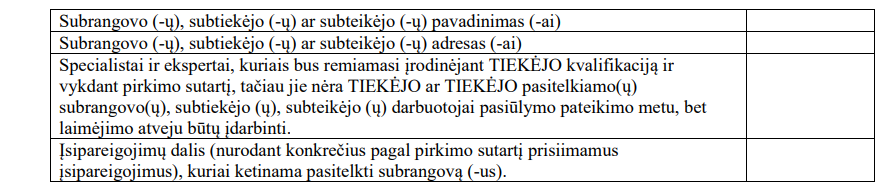 Subrangovo (-ų), subtiekėjo (-ų) ar subteikėjo (-ų) pavadinimas (-ai)
Subrangovo (-ų), subtiekėjo (-ų) ar subteikėjo (-ų) adresas (-ai)
Specialistai ir ekspertai, kuriais bus remiamasi įrodinėjant TIEKĖJO kvalifikaciją ir
vykdant pirkimo sutartį, tačiau jie nėra TIEKĖJO ar TIEKĖJO pasitelkiamo(ų)
subrangovo(ų), subtiekėjo (ų), subteikėjo (ų) darbuotojai pasiūlymo pateikimo metu, bet
laimėjimo atveju būtų įdarbinti.
Įsipareigojimų dalis (nurodant konkrečius pagal pirkimo sutartį prisiimamus
įsipareigojimus), kuriai ketinama pasitelkti subrangovą (-us).